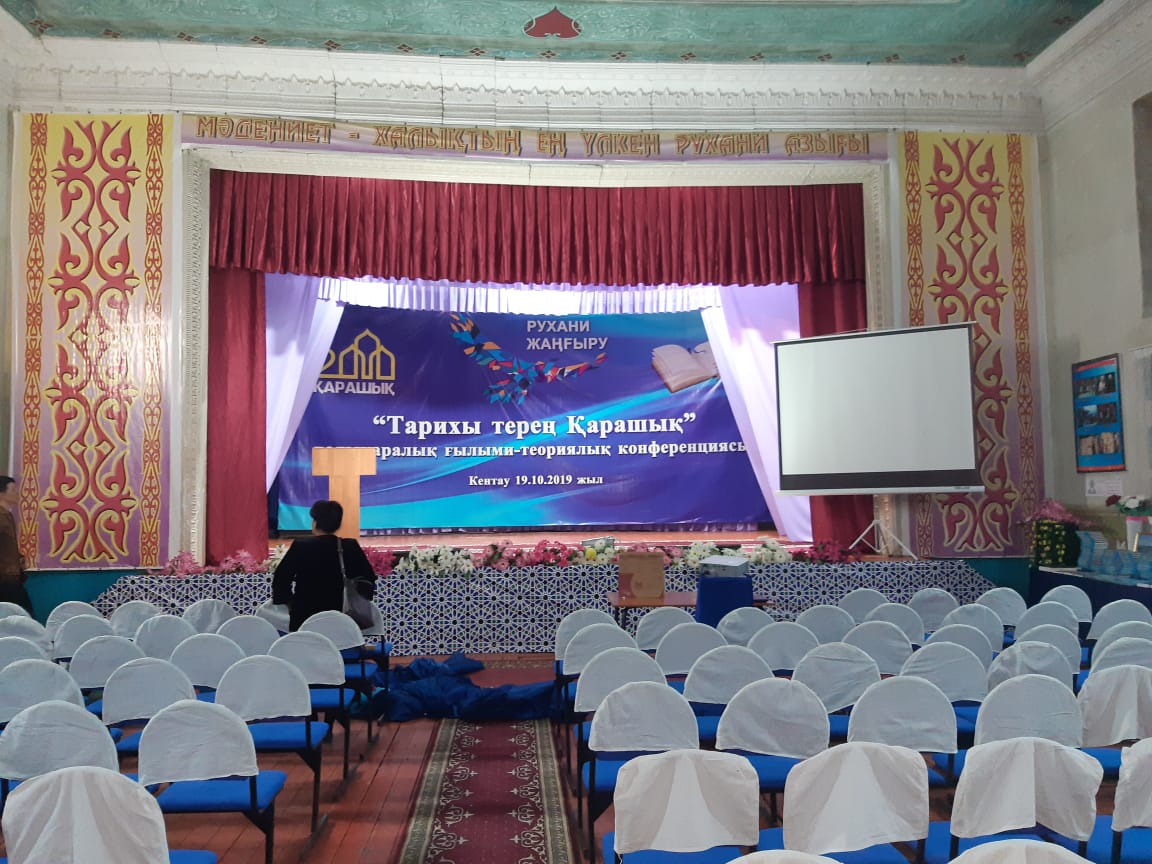 МӘДЕНИЕТ - ХАЛЫҚТЫҢ ЕҢ ҮЛКЕН РУХАНИ АЗЫҒЫ
РУХАНИ
ЖАҢҒЫРУ
ҚАРАШЫҚ
“Тарихы терең Қарашық”
ғылыми-теориялық конференциясы
Кентау 19.10.2019 жыл